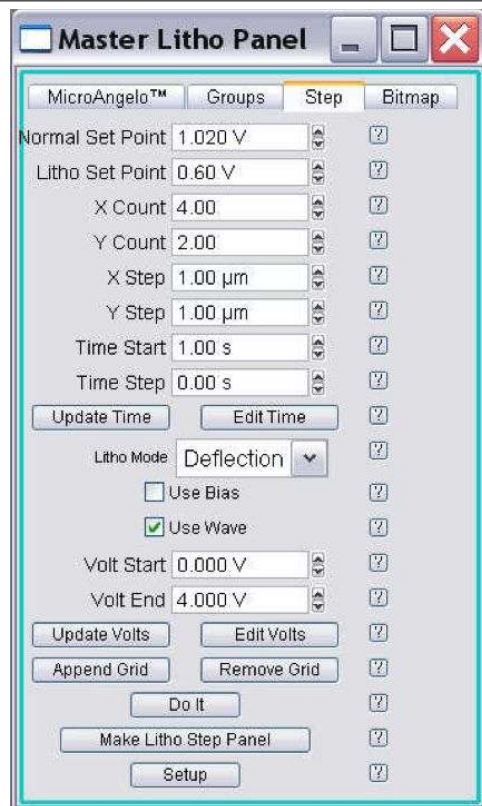 Master Litho Panel
MicroAngelo™ Groups Step Bitmap
Normal Set Point 1.020 V ?
Litho Set Point 0.60 V ?
X Count 4.00 ?
Y Count 2.00 ?
X Step 1.00 µm ?
Y Step 1.00 µm ?
Time Start 1.00 s ?
Time Step 0.00 s ?
Update Time Edit Time ?
Litho Mode Deflection ?
Use Bias ?
Use Wave ?
Volt Start 0.000 V ?
Volt End 4.000 V ?
Update Volts Edit Volts ?
Append Grid Remove Grid ?
Do It ?
Make Litho Step Panel ?
Setup ?